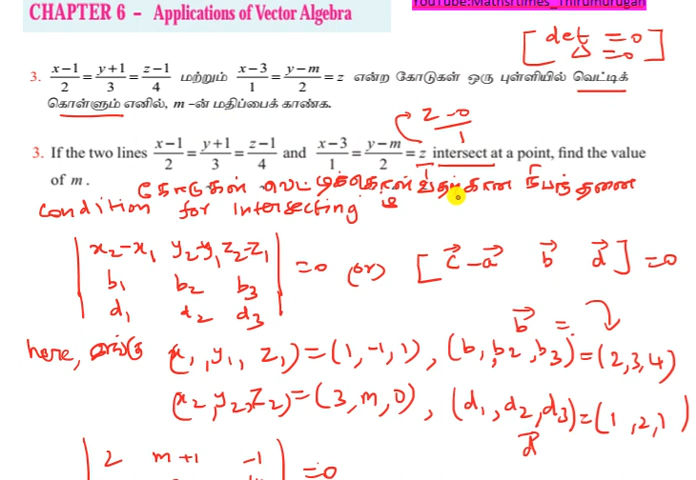 YouTube:Mathsrtimes_Thirumurugan
CHAPTER 6 – Applications of Vector Algebra
[det = 0
Δ = 0]
3. (x−1)/2 = (y+1)/3 = (z−1)/4 மற்றும் (x−3)/1 = (y−m)/2 = z என்ற கோடுகள் ஒரு புள்ளியில் வெட்டிக்
கொள்ளும் எனில், m -ன் மதிப்பைக் காண்க.
z−0/1
3. If the two lines (x−1)/2 = (y+1)/3 = (z−1)/4 and (x−3)/1 = (y−m)/2 = z intersect at a point, find the value
of m.
கோடுகள் நிபந்தனை
condition for intersecting
| x₂−x₁ y₂−y₁ z₂−z₁ |
| b₁ b₂ b₃ | = 0 (or) [c⃗ − a⃗ b⃗ d⃗] = 0
| d₁ d₂ d₃ |
b⃗ =
here, இங்கு (x₁, y₁, z₁) = (1, −1, 1), (b₁, b₂, b₃) = (2, 3, 4)
(x₂, y₂, z₂) = (3, m, 0), (d₁, d₂, d₃) = (1, 2, 1)
d⃗
| 2 m+1 −1 | = 0